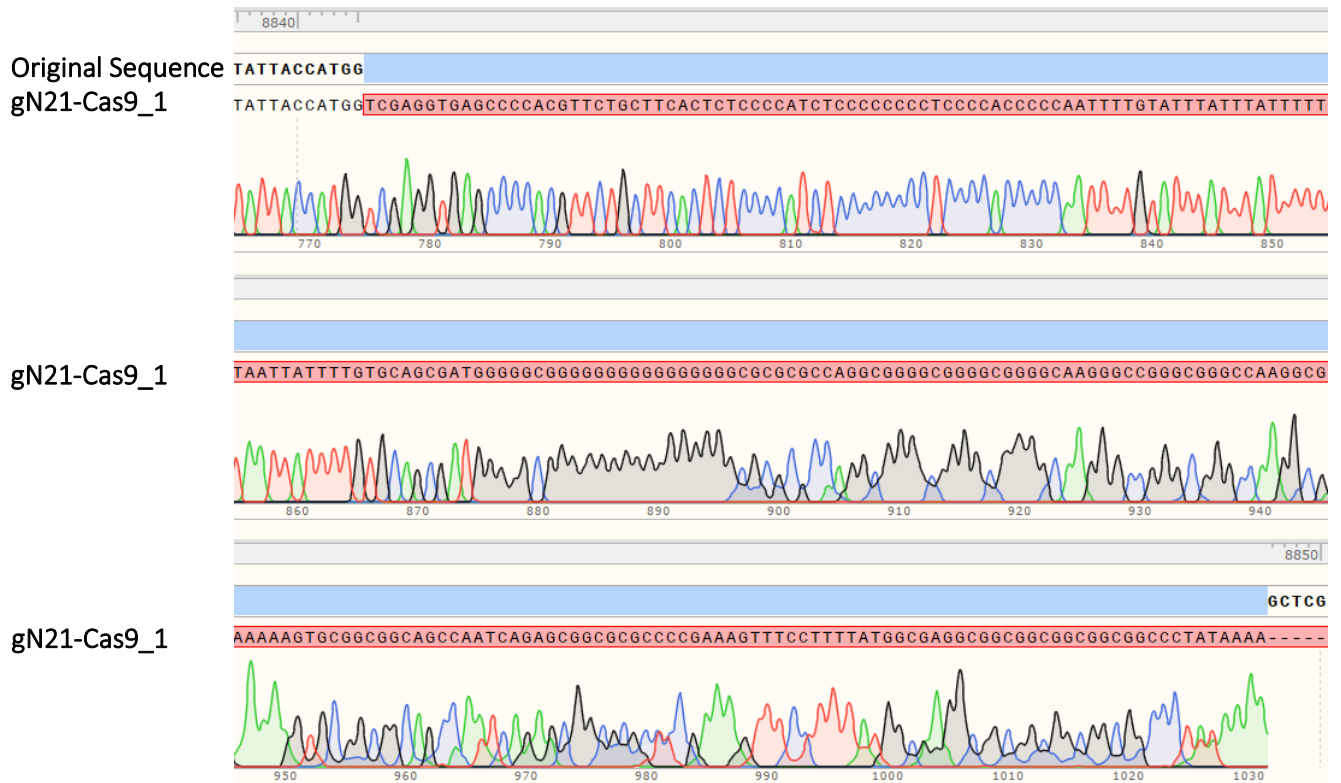 8840
Original Sequence TATTACCATGG
gN21-Cas9_1 TATTACCATGGTCGAGGTGAGCCCCACGTTCTGCTTCACTCTCCCCATCTCCCCCCCCTCCCCACCCCCAATTTTGTATTTATTTATTTTT
770 780 790 800 810 820 830 840 850
gN21-Cas9_1 TAATTATTTTGTGCAGCGATGGGGGCGGGGGGGGGGGGGGGGCGCGCGCCAGGCGGGGCGGGGCGGGGCAAGGGCCGGGCGGGCCAAGGCG
860 870 880 890 900 910 920 930 940
8850
GCTCG
gN21-Cas9_1 AAAAAGTGCGGCGGCAGCCAATCAGAGCGGCGCGCCCCGAAAGTTTCCTTTTATGGCGAGGCGGCGGCGGCGGCGGCCCTATAAAA-----
950 960 970 980 990 1000 1010 1020 1030